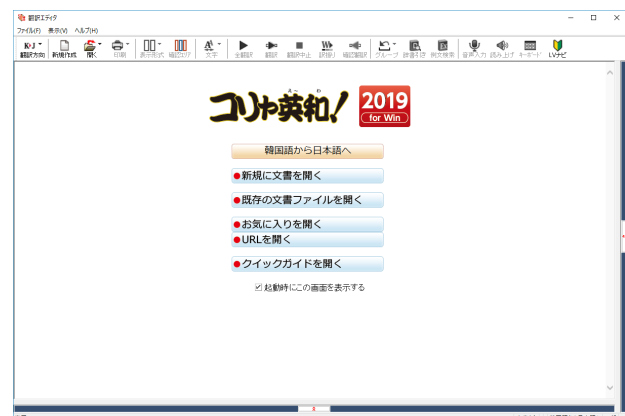 翻訳エディタ
ファイル(F) 表示(V) ヘルプ(H)
K›J
翻訳方向 新規作成 開く 印刷 表示形式 確認エリア 文字 全翻訳 翻訳 翻訳中止 訳振り 確認翻訳 グループ 辞書引き 例文検索 音声入力 読み上げ キーボード LVナビ
コリャ英和! 2019
for Win
韓国語から日本語へ
新規に文書を開く
既存の文書ファイルを開く
お気に入りを開く
URLを開く
クイックガイドを開く
起動時にこの画面を表示する